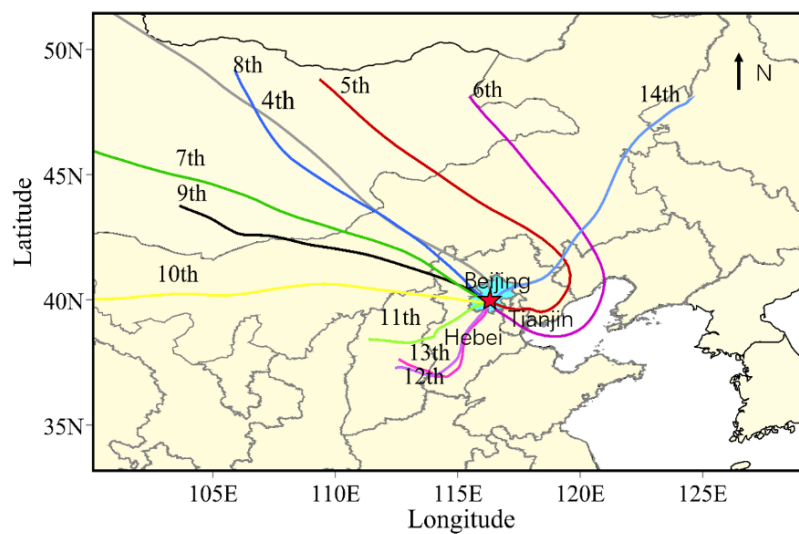 50N
8th
4th
5th
6th
14th
N
45N
7th
9th
10th
Beijing
40N
11th
Tianjin
Hebei
13th
12th
35N
Latitude
105E
110E
115E
120E
125E
Longitude